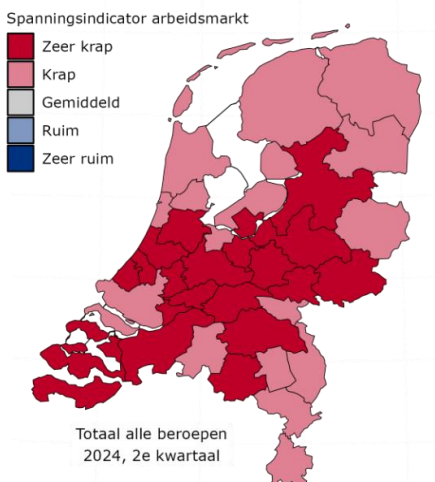 Spanningsindicator arbeidsmarkt
Zeer krap
Krap
Gemiddeld
Ruim
Zeer ruim
Totaal alle beroepen
2024, 2e kwartaal